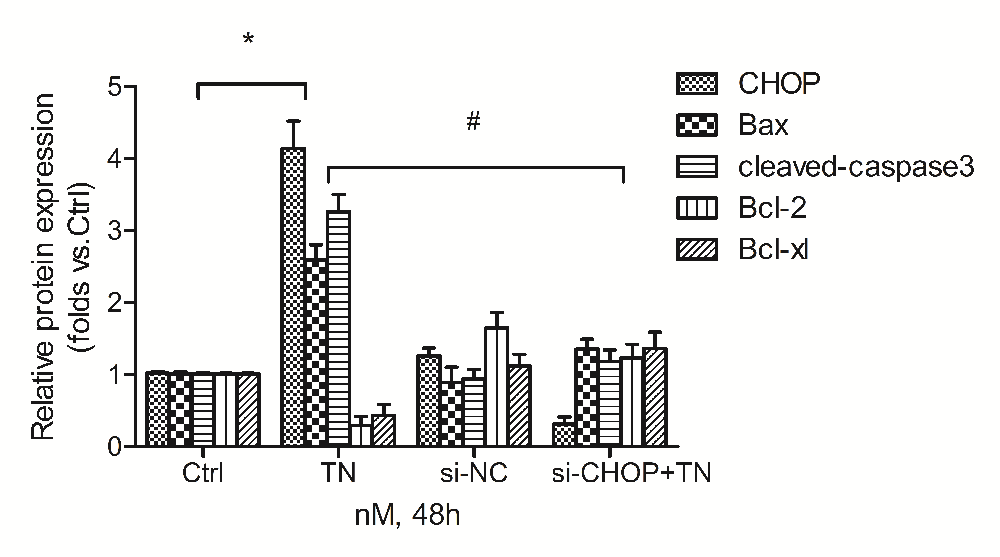 *
#
5
4
3
2
1
0
Relative protein expression
(folds vs.Ctrl)
CHOP
Bax
cleaved-caspase3
Bcl-2
Bcl-xl
Ctrl
TN
si-NC
si-CHOP+TN
nM, 48h